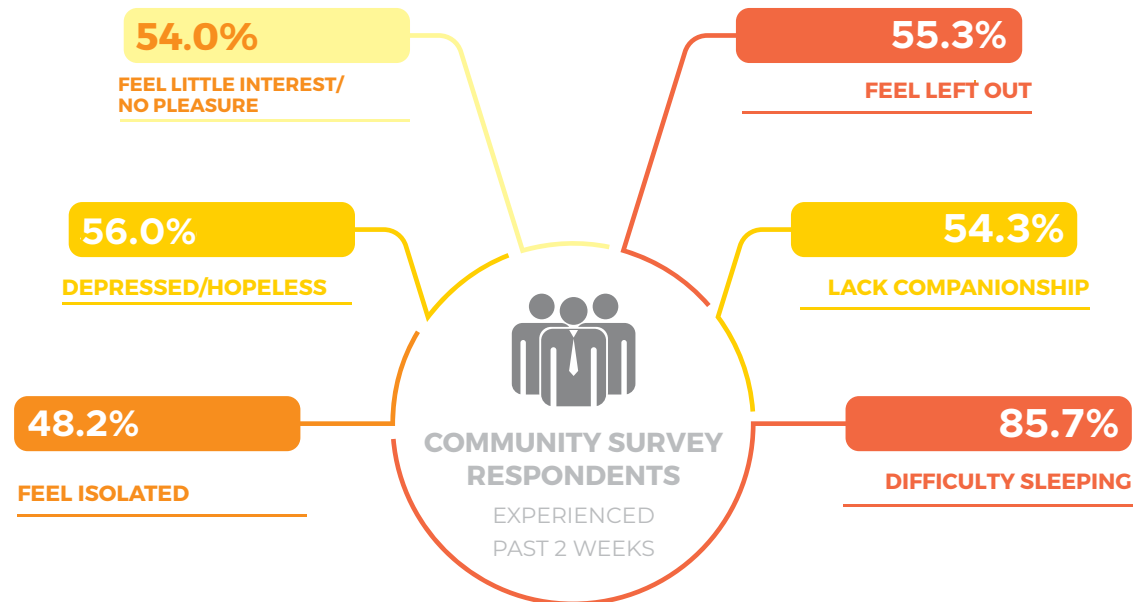 54.0%
FEEL LITTLE INTEREST/
NO PLEASURE
55.3%
FEEL LEFT OUT
56.0%
DEPRESSED/HOPELESS
54.3%
LACK COMPANIONSHIP
48.2%
FEEL ISOLATED
85.7%
DIFFICULTY SLEEPING
COMMUNITY SURVEY
RESPONDENTS
EXPERIENCED
PAST 2 WEEKS